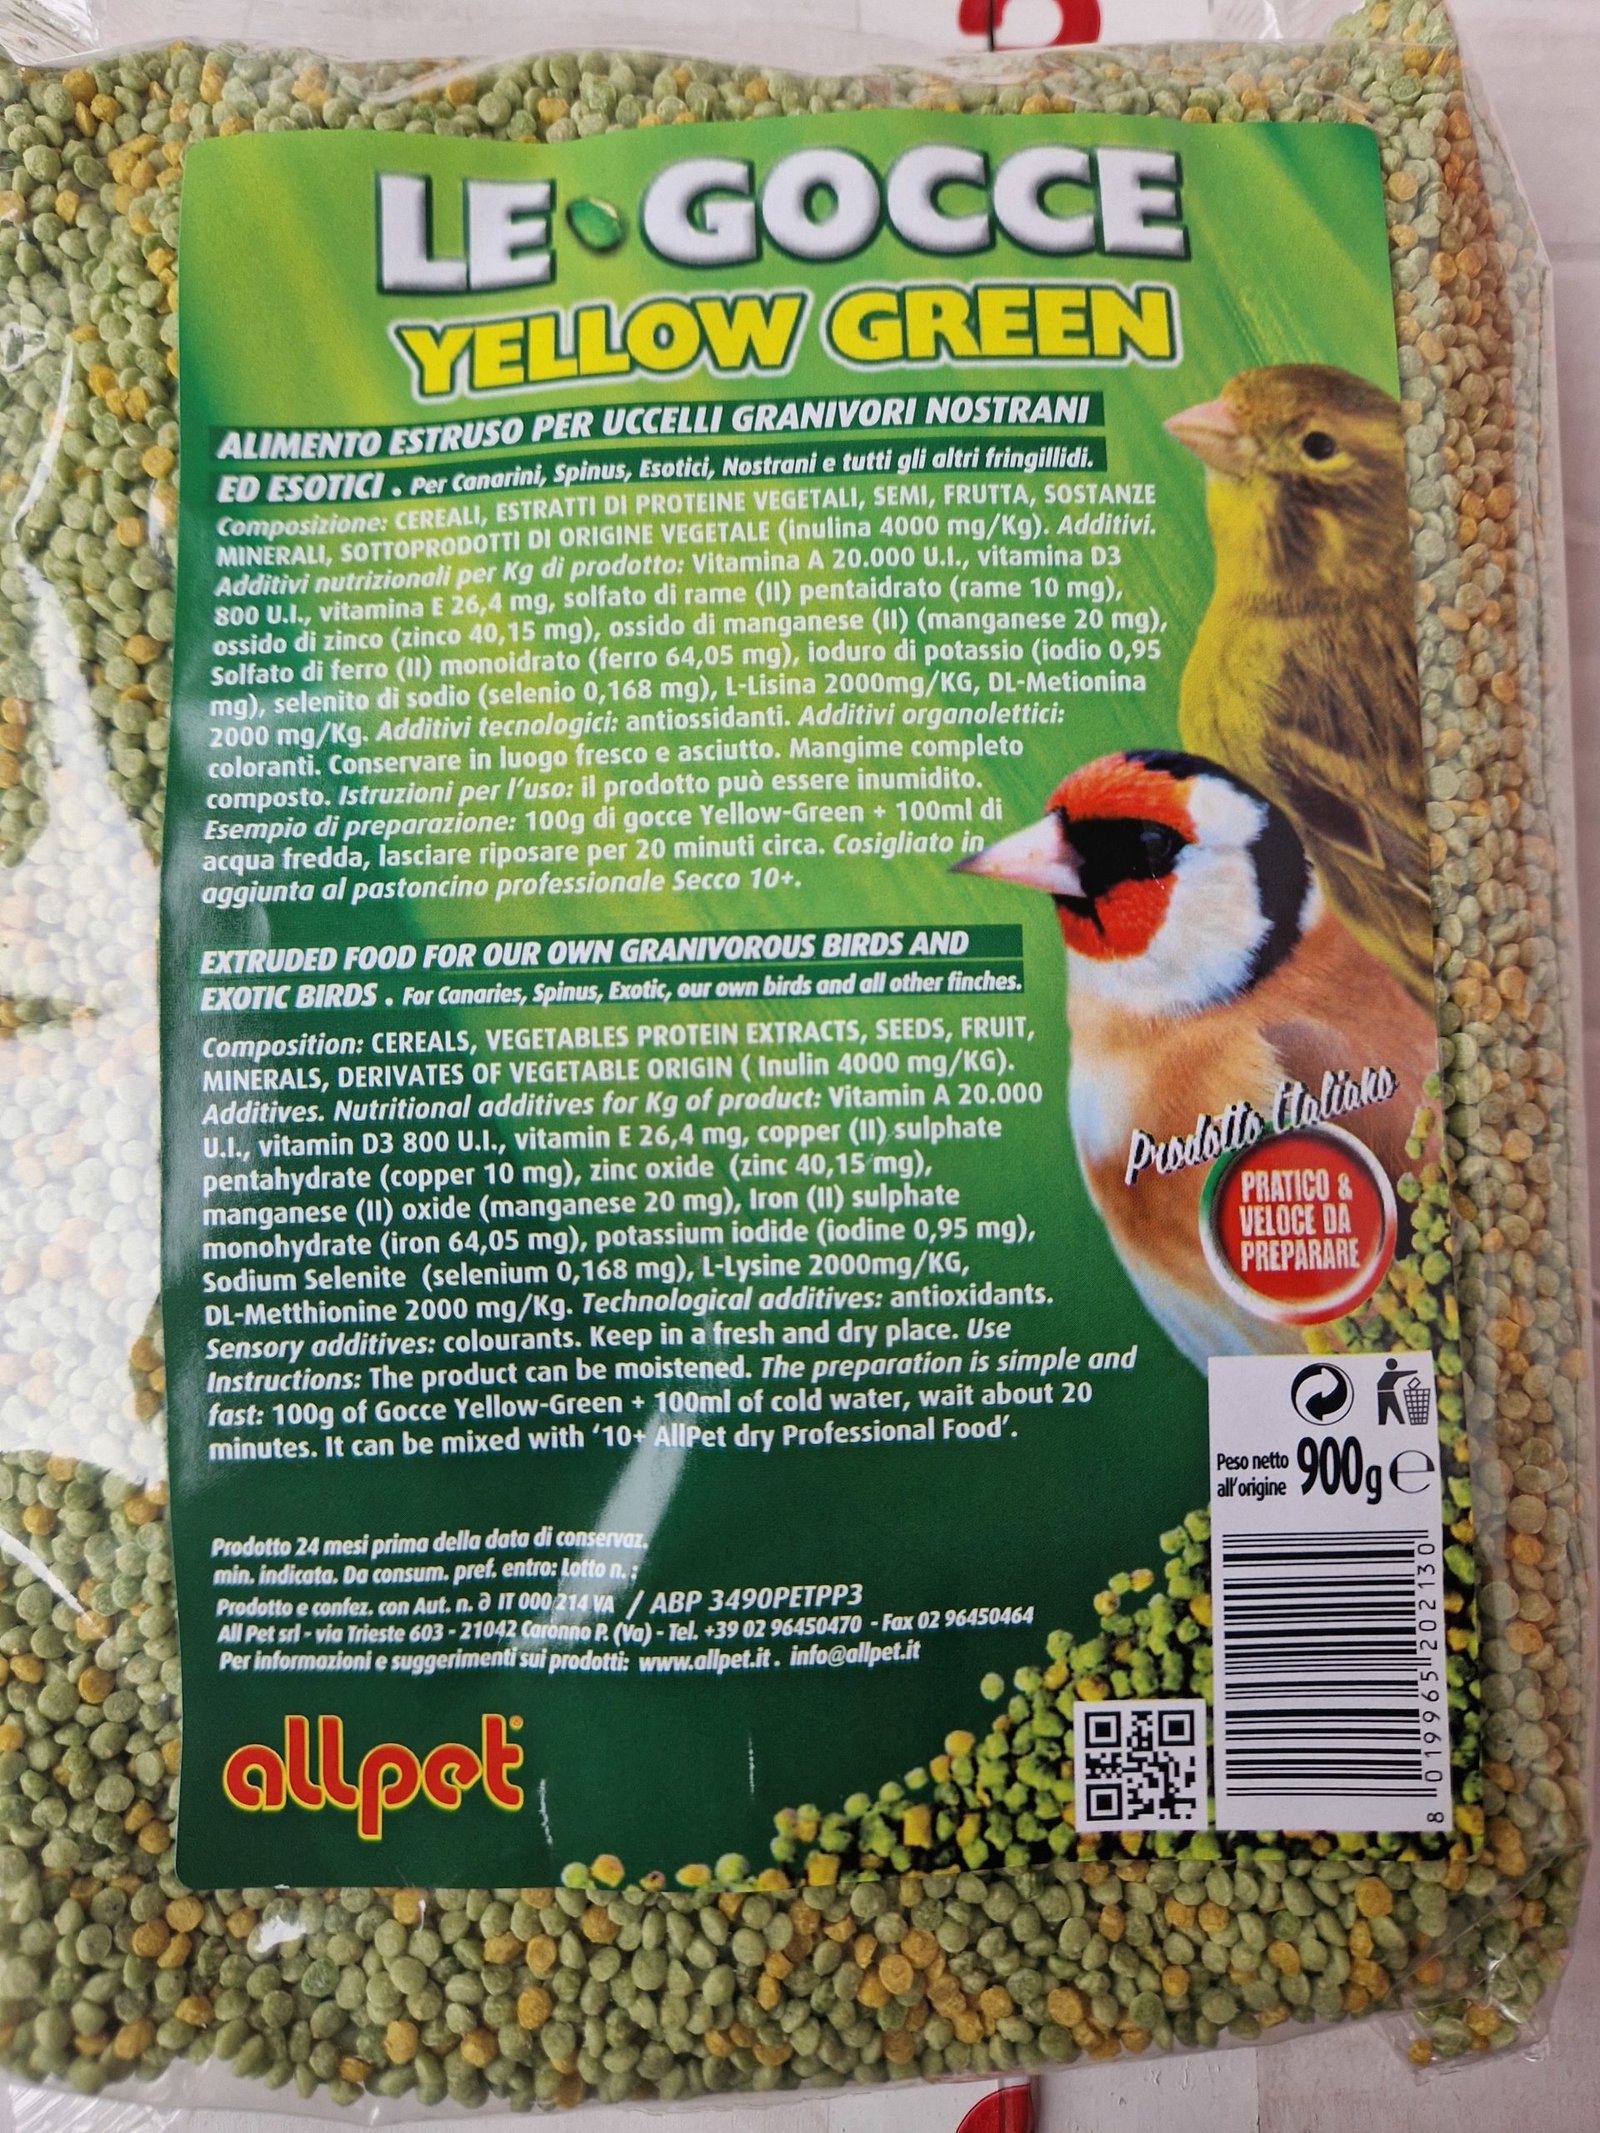 LE GOCCE
YELLOW GREEN
ALIMENTO ESTRUSO PER UCCELLI GRANIVORI NOSTRANI
ED ESOTICI . Per Canarini, Spinus, Esotici, Nostrani e tutti gli altri fringillidi.
Composizione: CEREALI, ESTRATTI DI PROTEINE VEGETALI, SEMI, FRUTTA, SOSTANZE
MINERALI, SOTTOPRODOTTI DI ORIGINE VEGETALE (inulina 4000 mg/Kg). Additivi.
Additivi nutrizionali per Kg di prodotto: Vitamina A 20.000 U.I., vitamina D3
800 U.I., vitamina E 26,4 mg, solfato di rame (II) pentaidrato (rame 10 mg),
ossido di zinco (zinco 40,15 mg), ossido di manganese (II) (manganese 20 mg),
Solfato di ferro (II) monoidrato (ferro 64,05 mg), ioduro di potassio (iodio 0,95
mg), selenito di sodio (selenio 0,168 mg), L-Lisina 2000mg/KG, DL-Metionina
2000 mg/Kg. Additivi tecnologici: antiossidanti. Additivi organolettici:
coloranti. Conservare in luogo fresco e asciutto. Mangime completo
composto. Istruzioni per l'uso: il prodotto può essere inumidito.
Esempio di preparazione: 100g di gocce Yellow-Green + 100ml di
acqua fredda, lasciare riposare per 20 minuti circa. Cosigliato in
aggiunta al pastoncino professionale Secco 10+.
EXTRUDED FOOD FOR OUR OWN GRANIVOROUS BIRDS AND
EXOTIC BIRDS . For Canaries, Spinus, Exotic, our own birds and all other finches.
Composition: CEREALS, VEGETABLES PROTEIN EXTRACTS, SEEDS, FRUIT,
MINERALS, DERIVATES OF VEGETABLE ORIGIN ( Inulin 4000 mg/KG).
Additives. Nutritional additives for Kg of product: Vitamin A 20.000
U.I., vitamin D3 800 U.I., vitamin E 26,4 mg, copper (II) sulphate
pentahydrate (copper 10 mg), zinc oxide (zinc 40,15 mg),
manganese (II) oxide (manganese 20 mg), Iron (II) sulphate
monohydrate (iron 64,05 mg), potassium iodide (iodine 0,95 mg),
Sodium Selenite (selenium 0,168 mg), L-Lysine 2000mg/KG,
DL-Metthionine 2000 mg/Kg. Technological additives: antioxidants.
Sensory additives: colourants. Keep in a fresh and dry place. Use
Instructions: The product can be moistened. The preparation is simple and
fast: 100g of Gocce Yellow-Green + 100ml of cold water, wait about 20
minutes. It can be mixed with '10+ AllPet dry Professional Food'.
Prodotto Italiano
PRATICO &
VELOCE DA
PREPARARE
Peso netto
all'origine 900g e
Prodotto 24 mesi prima della data di conservaz.
min. indicata. Da consum. pref. entro: Lotto n. :
Prodotto e confez. con Aut. n. ∂ IT 000 214 VA / ABP 3490PETPP3
All Pet srl - via Trieste 603 - 21042 Caronno P. (Va) - Tel. +39 02 96450470 - Fax 02 96450464
Per informazioni e suggerimenti sui prodotti: www.allpet.it . info@allpet.it
allpet®
8 019965 202130